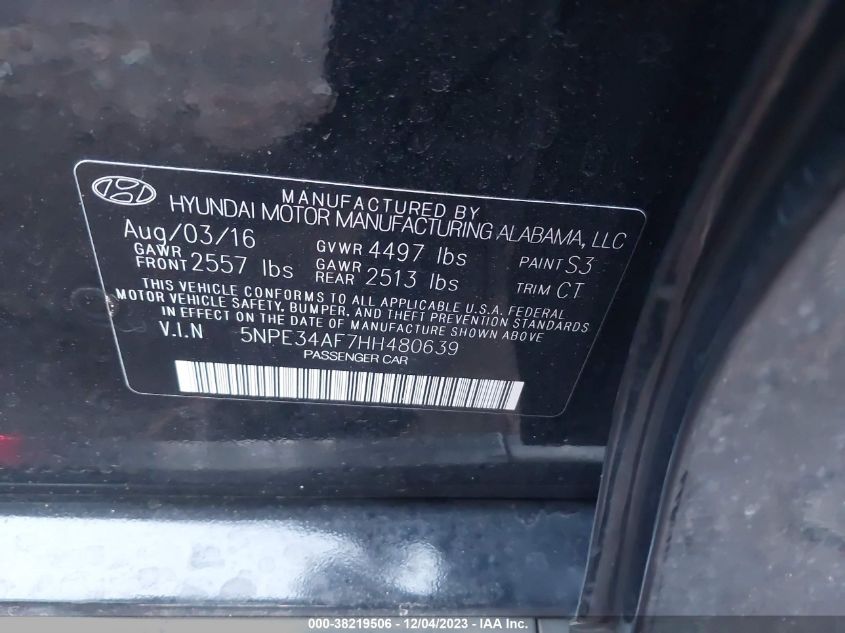 MANUFACTURED BY
HYUNDAI MOTOR MANUFACTURING ALABAMA, LLC
Aug/03/16 GVWR 4497 lbs PAINT S3
GAWR FRONT 2557 lbs GAWR REAR 2513 lbs TRIM CT
THIS VEHICLE CONFORMS TO ALL APPLICABLE U.S.A. FEDERAL
MOTOR VEHICLE SAFETY, BUMPER, AND THEFT PREVENTION STANDARDS
IN EFFECT ON THE DATE OF MANUFACTURE SHOWN ABOVE
V.I.N 5NPE34AF7HH480639
PASSENGER CAR
000-38219506 - 12/04/2023 - IAA Inc.